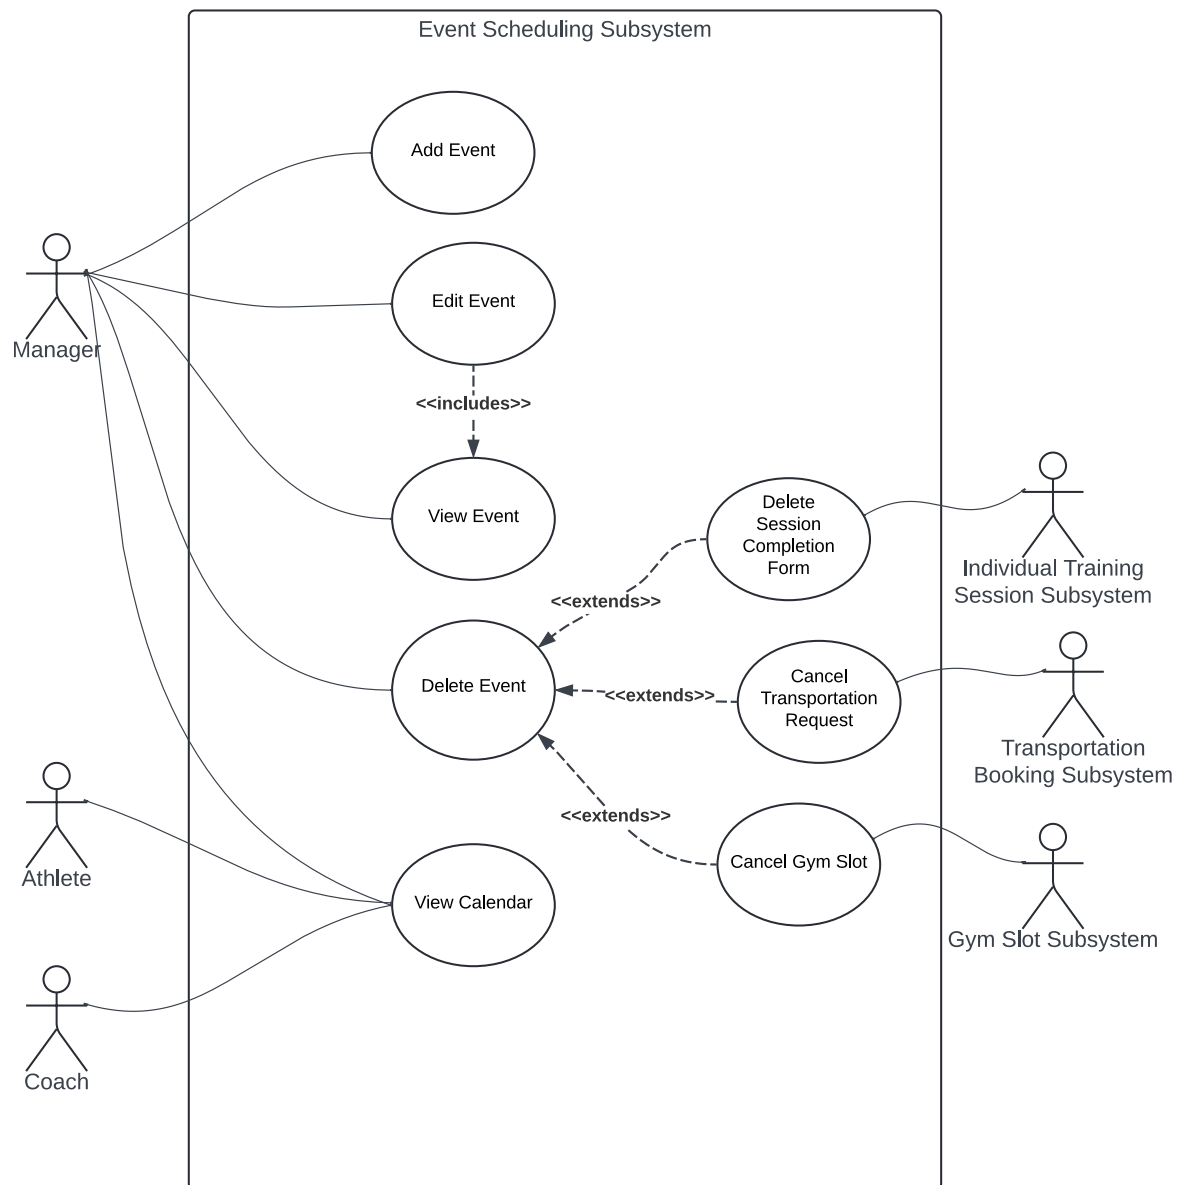 Event Scheduling Subsystem
Add Event
Manager
Edit Event
<<includes>>
View Event
Delete
Session
Completion
Form
Individual Training
Session Subsystem
<<extends>>
Delete Event
<<extends>>
Cancel
Transportation
Request
Transportation
Booking Subsystem
<<extends>>
Athlete
View Calendar
Cancel Gym Slot
Gym Slot Subsystem
Coach